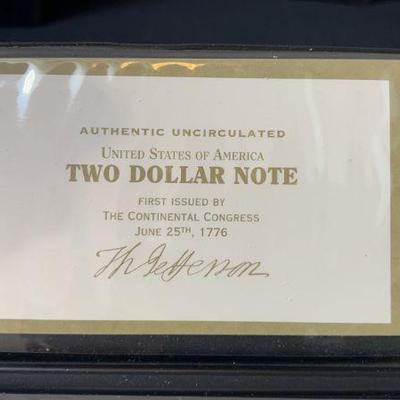 AUTHENTIC UNCIRCULATED
UNITED STATES OF AMERICA
TWO DOLLAR NOTE
FIRST ISSUED BY
THE CONTINENTAL CONGRESS
JUNE 25TH, 1776
Th Jefferson